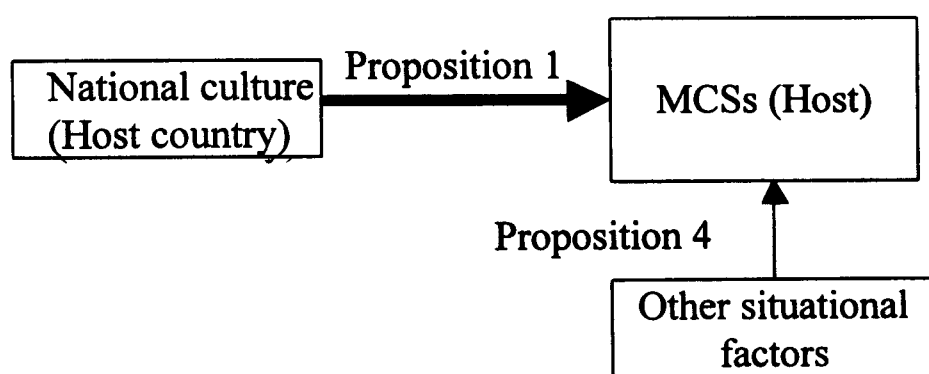 Proposition 1
National culture
(Host country)
MCSs (Host)
Proposition 4
Other situational
factors